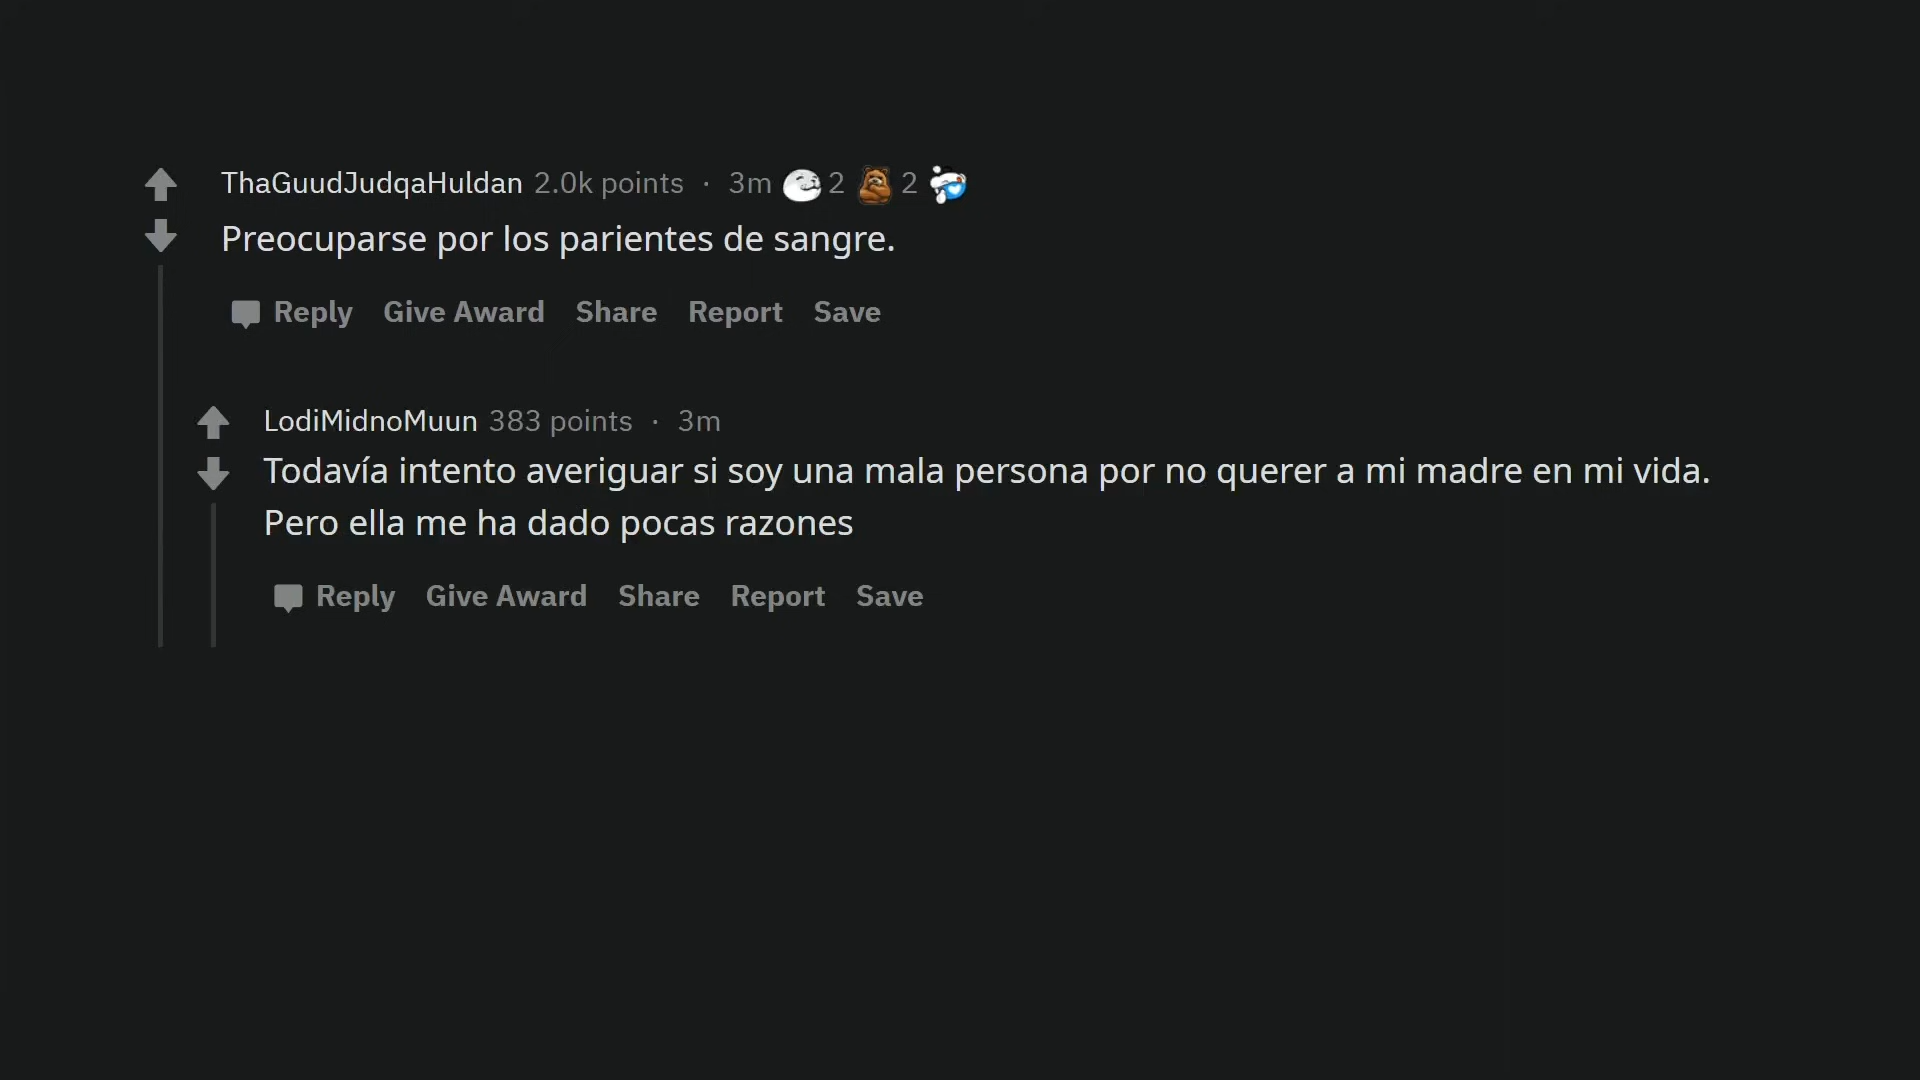 ThaGuudJudqaHuldan 2.0k points · 3m 2 2
Preocuparse por los parientes de sangre.
Reply Give Award Share Report Save
LodiMidnoMuun 383 points · 3m
Todavía intento averiguar si soy una mala persona por no querer a mi madre en mi vida.
Pero ella me ha dado pocas razones
Reply Give Award Share Report Save